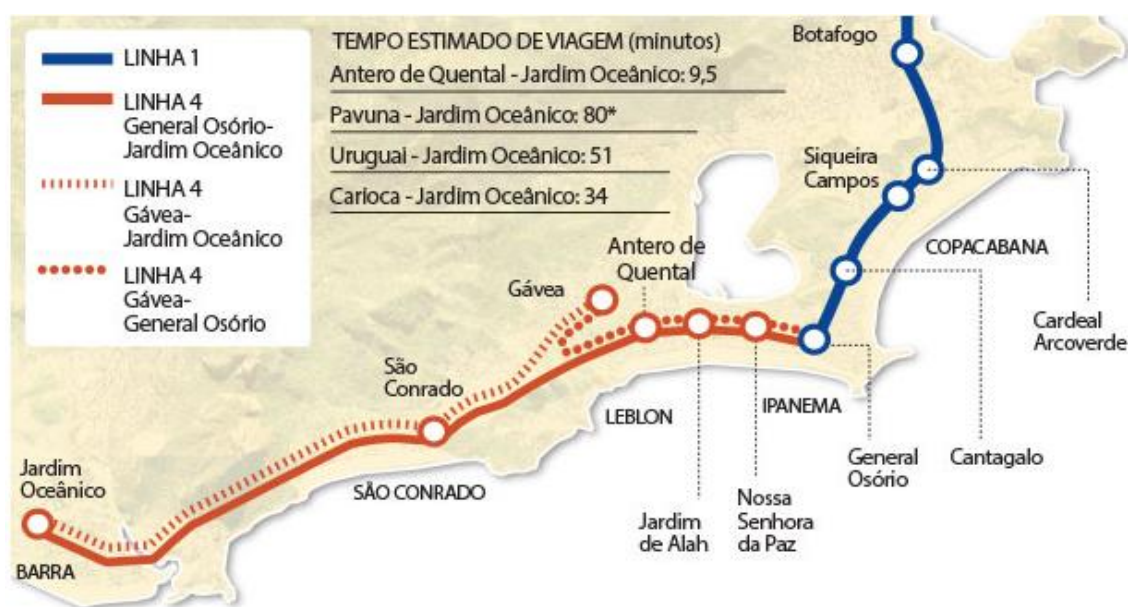 LINHA 1
LINHA 4
General Osório-
Jardim Oceânico
LINHA 4
Gávea-
Jardim Oceânico
LINHA 4
Gávea-
General Osório
TEMPO ESTIMADO DE VIAGEM (minutos)
Antero de Quental - Jardim Oceânico: 9,5
Pavuna - Jardim Oceânico: 80*
Uruguai - Jardim Oceânico: 51
Carioca - Jardim Oceânico: 34
Botafogo
Siqueira
Campos
COPACABANA
Cardeal
Arcoverde
Antero de
Quental
Gávea
São
Conrado
LEBLON
IPANEMA
General
Osório
Cantagalo
Jardim
Oceânico
SÃO CONRADO
Jardim
de Alah
Nossa
Senhora
da Paz
BARRA